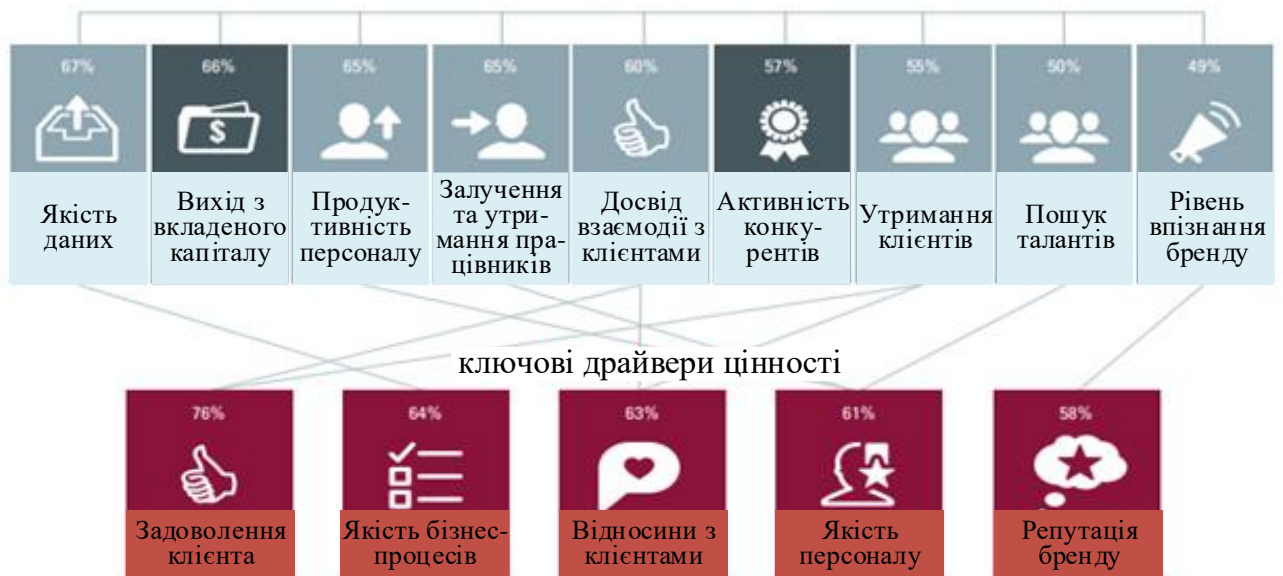 67%
66%
65%
65%
60%
57%
55%
50%
49%
$
Якість
даних
Вихід з
вкладеного
капіталу
Продук-
тивність
персоналу
Залучення
та утри-
мання пра-
цівників
Досвід
взаємодії з
клієнтами
Активність
конку-
рентів
Утримання
клієнтів
Пошук
талантів
Рівень
впізнання
бренду
ключові драйвери цінності
76%
64%
63%
61%
58%
Задоволення
клієнта
Якість бізнес-
процесів
Відносини з
клієнтами
Якість
персоналу
Репутація
бренду